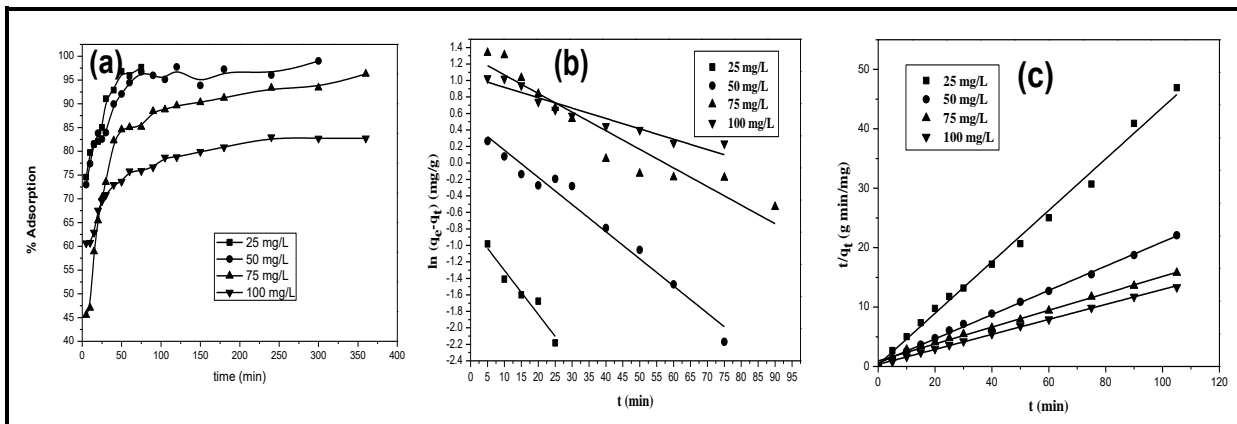 (a)
100
95
90
85
80
75
70
65
60
55
50
45
40
% Adsorption
25 mg/L
50 mg/L
75 mg/L
100 mg/L
0 50 100 150 200 250 300 350 400
time (min)
(b)
1.4
1.2
1.0
0.8
0.6
0.4
0.2
0.0
-0.2
-0.4
-0.6
-0.8
-1.0
-1.2
-1.4
-1.6
-1.8
-2.0
-2.2
-2.4
ln (qe-qt) (mg/g)
25 mg/L
50 mg/L
75 mg/L
100 mg/L
5 10 15 20 25 30 35 40 45 50 55 60 65 70 75 80 85 90 95
t (min)
(c)
60
50
40
30
20
10
0
t/qt (g min/mg)
25 mg/L
50 mg/L
75 mg/L
100 mg/L
0 20 40 60 80 100 120
t (min)